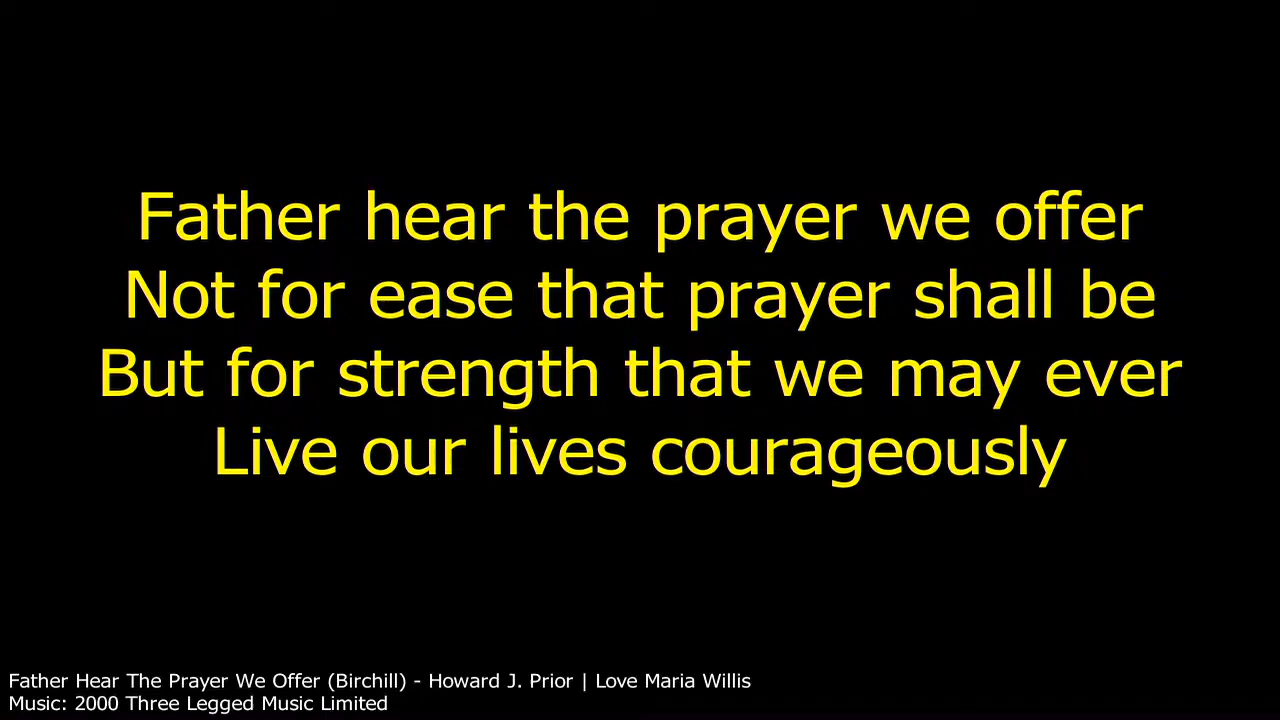 Father hear the prayer we offer
Not for ease that prayer shall be
But for strength that we may ever
Live our lives courageously
Father Hear The Prayer We Offer (Birchill) - Howard J. Prior | Love Maria Willis
Music: 2000 Three Legged Music Limited